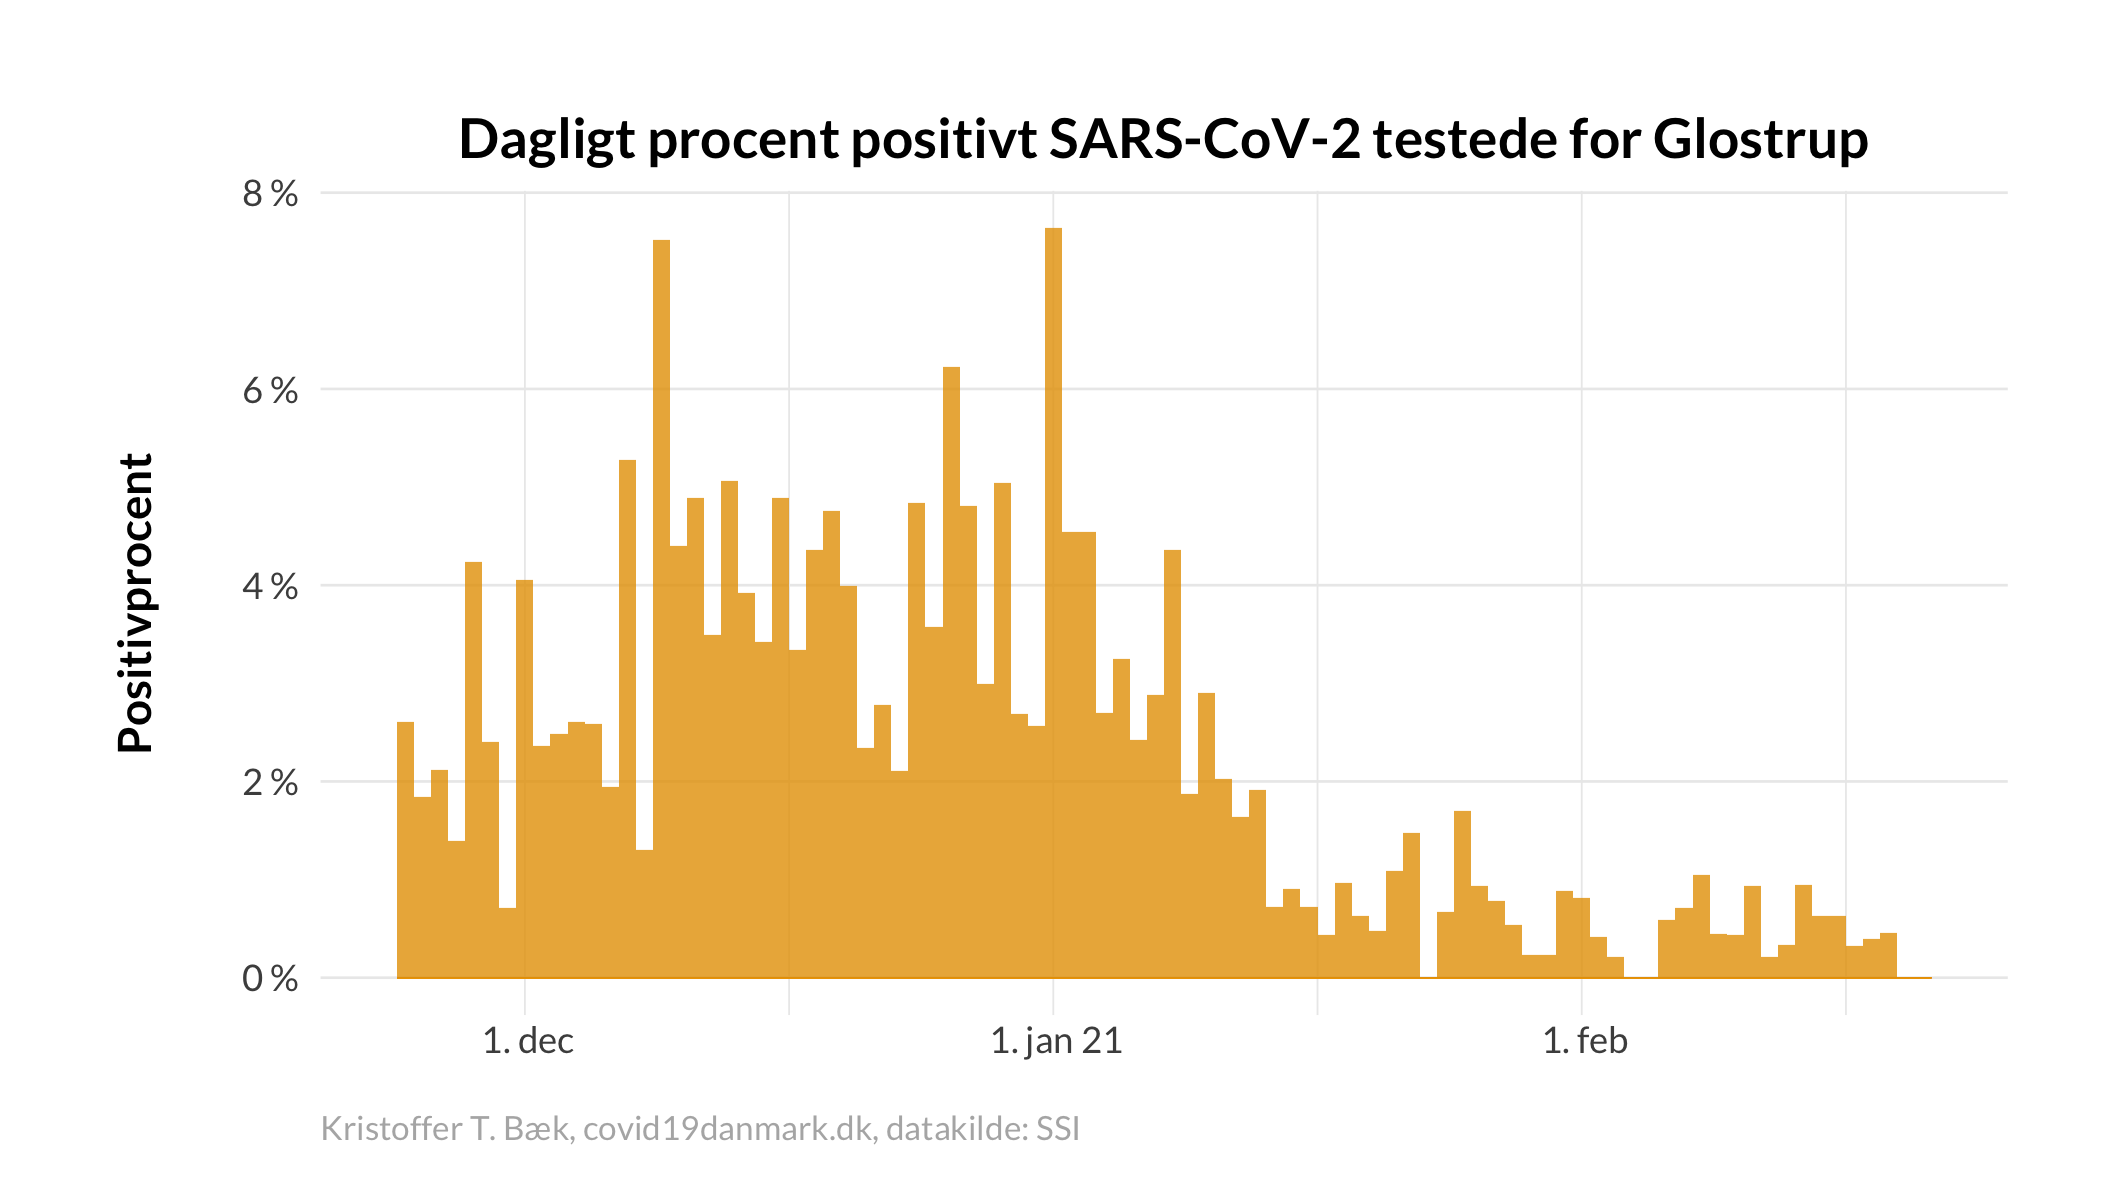 Dagligt procent positivt SARS-CoV-2 testede for Glostrup
Positivprocent
8 %
6 %
4 %
2 %
0 %
1. dec
1. jan 21
1. feb
Kristoffer T. Bæk, covid19danmark.dk, datakilde: SSI